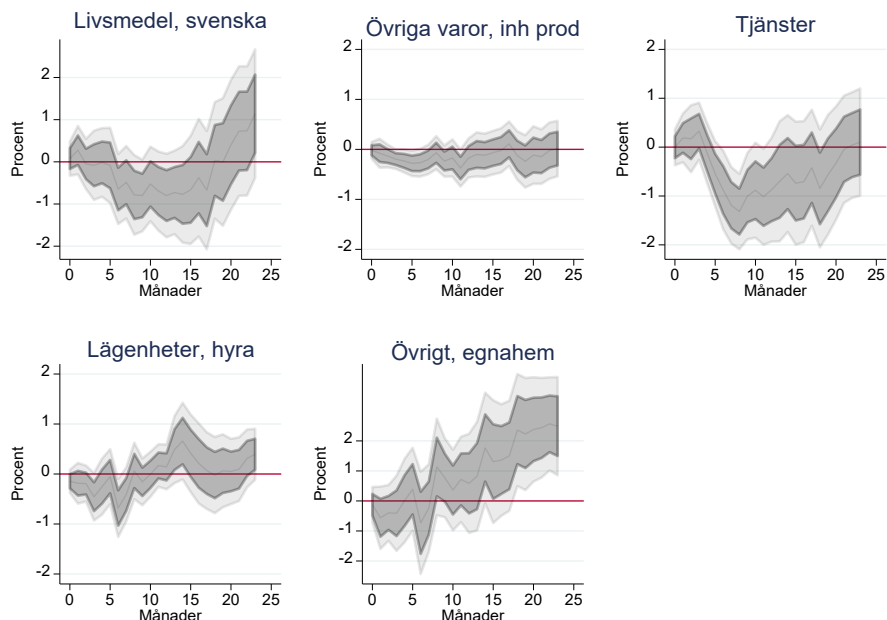 Livsmedel, svenska
Procent
2
1
0
-1
-2
0 5 10 15 20 25
Månader
Övriga varor, inh prod
Procent
2
1
0
-1
-2
0 5 10 15 20 25
Månader
Tjänster
Procent
2
1
0
-1
-2
0 5 10 15 20 25
Månader
Lägenheter, hyra
Procent
2
1
0
-1
-2
0 5 10 15 20 25
Månader
Övrigt, egnahem
Procent
2
1
0
-1
-2
0 5 10 15 20 25
Månader